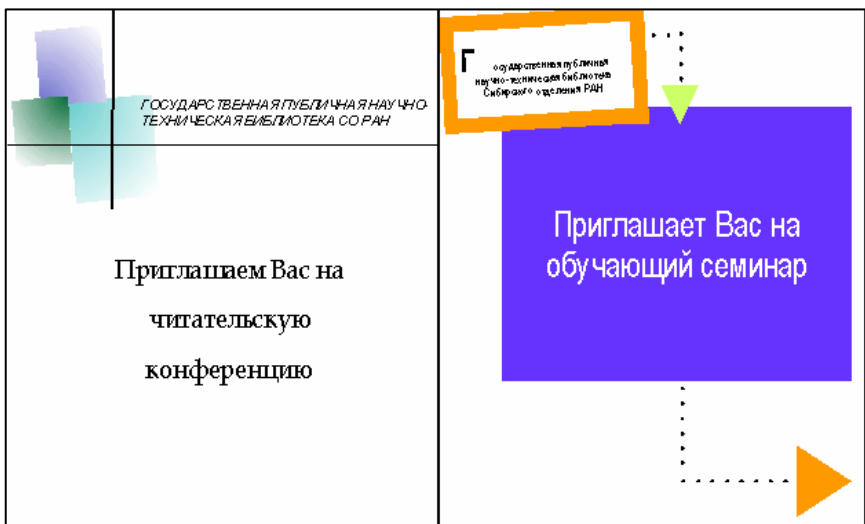 ГОСУДАРСТВЕННАЯ ПУБЛИЧНАЯ НАУЧНО-
ТЕХНИЧЕСКАЯ БИБЛИОТЕКА СО РАН
Приглашаем Вас на
читательскую
конференцию
Государственная публичная
научно-техническая библиотека
Сибирского отделения РАН
Приглашает Вас на
обучающий семинар